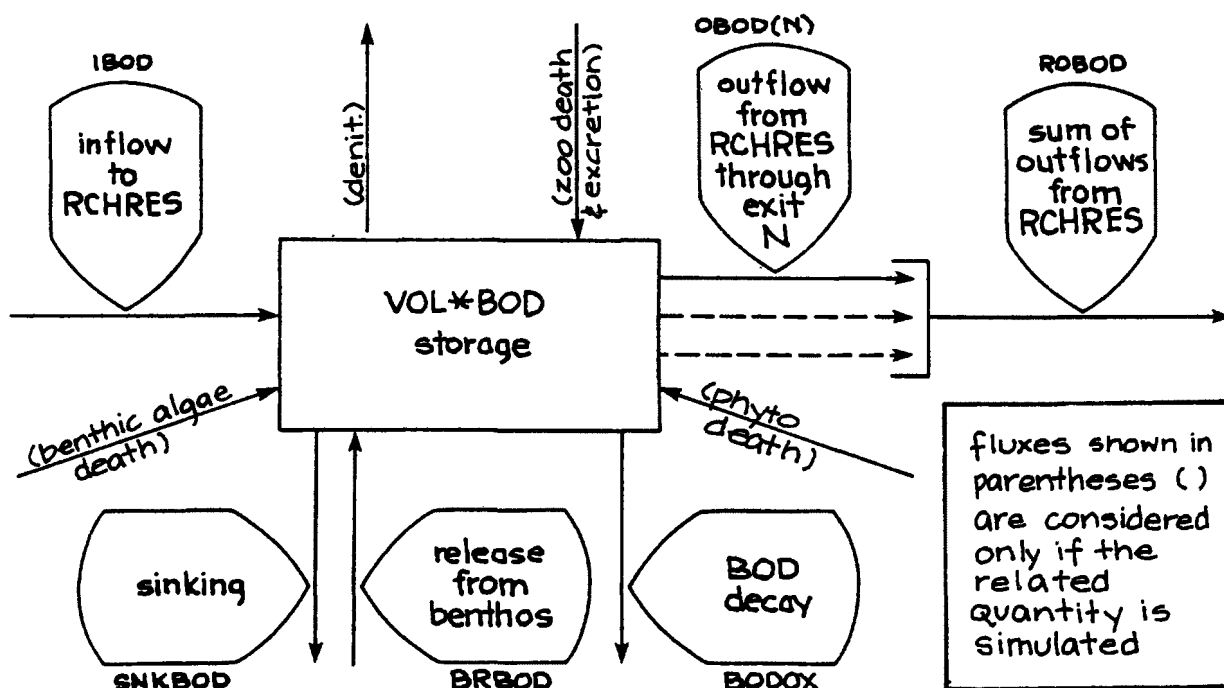 IBOD
inflow
to
RCHRES
(denit.)
(zoo death
& excretion)
OBOD(N)
outflow
from
RCHRES
through
exit
N
ROBOD
sum of
outflows
from
RCHRES
VOL*BOD
storage
(benthic algae
death)
(phyto
death)
sinking
SNKBOD
release
from
benthos
BRBOD
BOD
decay
BODOX
fluxes shown in
parentheses ( )
are considered
only if the
related
quantity is
simulated